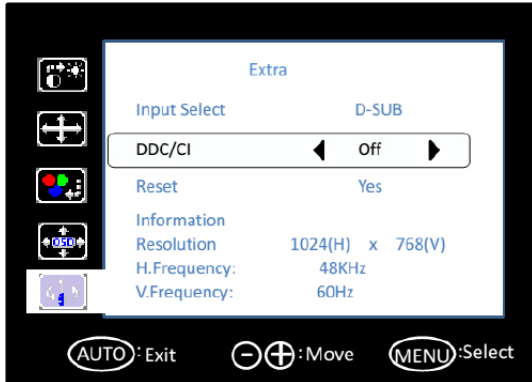 Extra
Input Select D-SUB
DDC/CI Off
Reset Yes
Information
Resolution 1024(H) x 768(V)
H.Frequency: 48KHz
V.Frequency: 60Hz
OSD
AUTO: Exit -+: Move MENU: Select